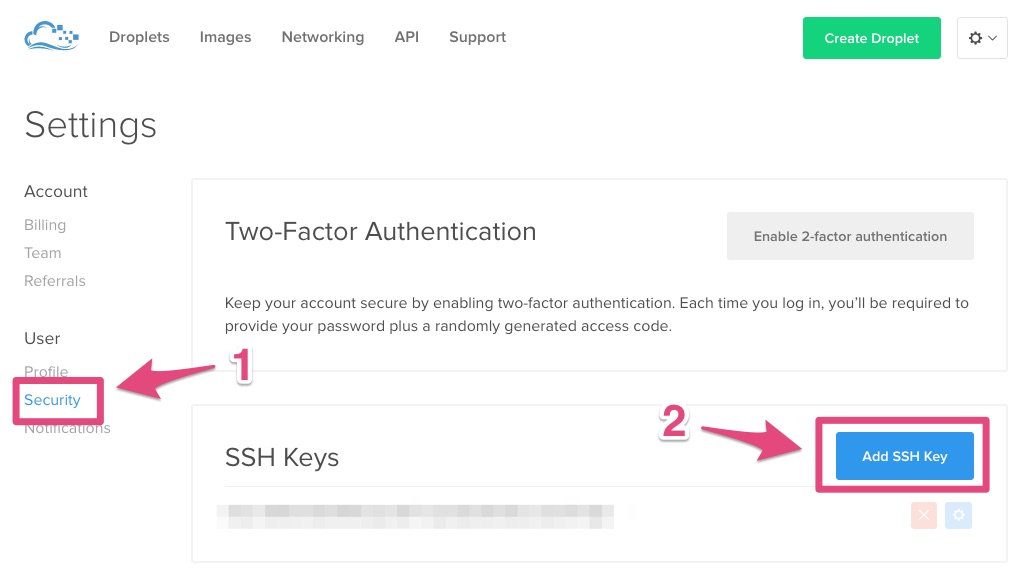 Droplets Images Networking API Support Create Droplet
Settings
Account
Billing
Team
Referrals
User
Profile
Security
Notifications
Two-Factor Authentication
Enable 2-factor authentication
Keep your account secure by enabling two-factor authentication. Each time you log in, you'll be required to
provide your password plus a randomly generated access code.
1
2
SSH Keys
Add SSH Key